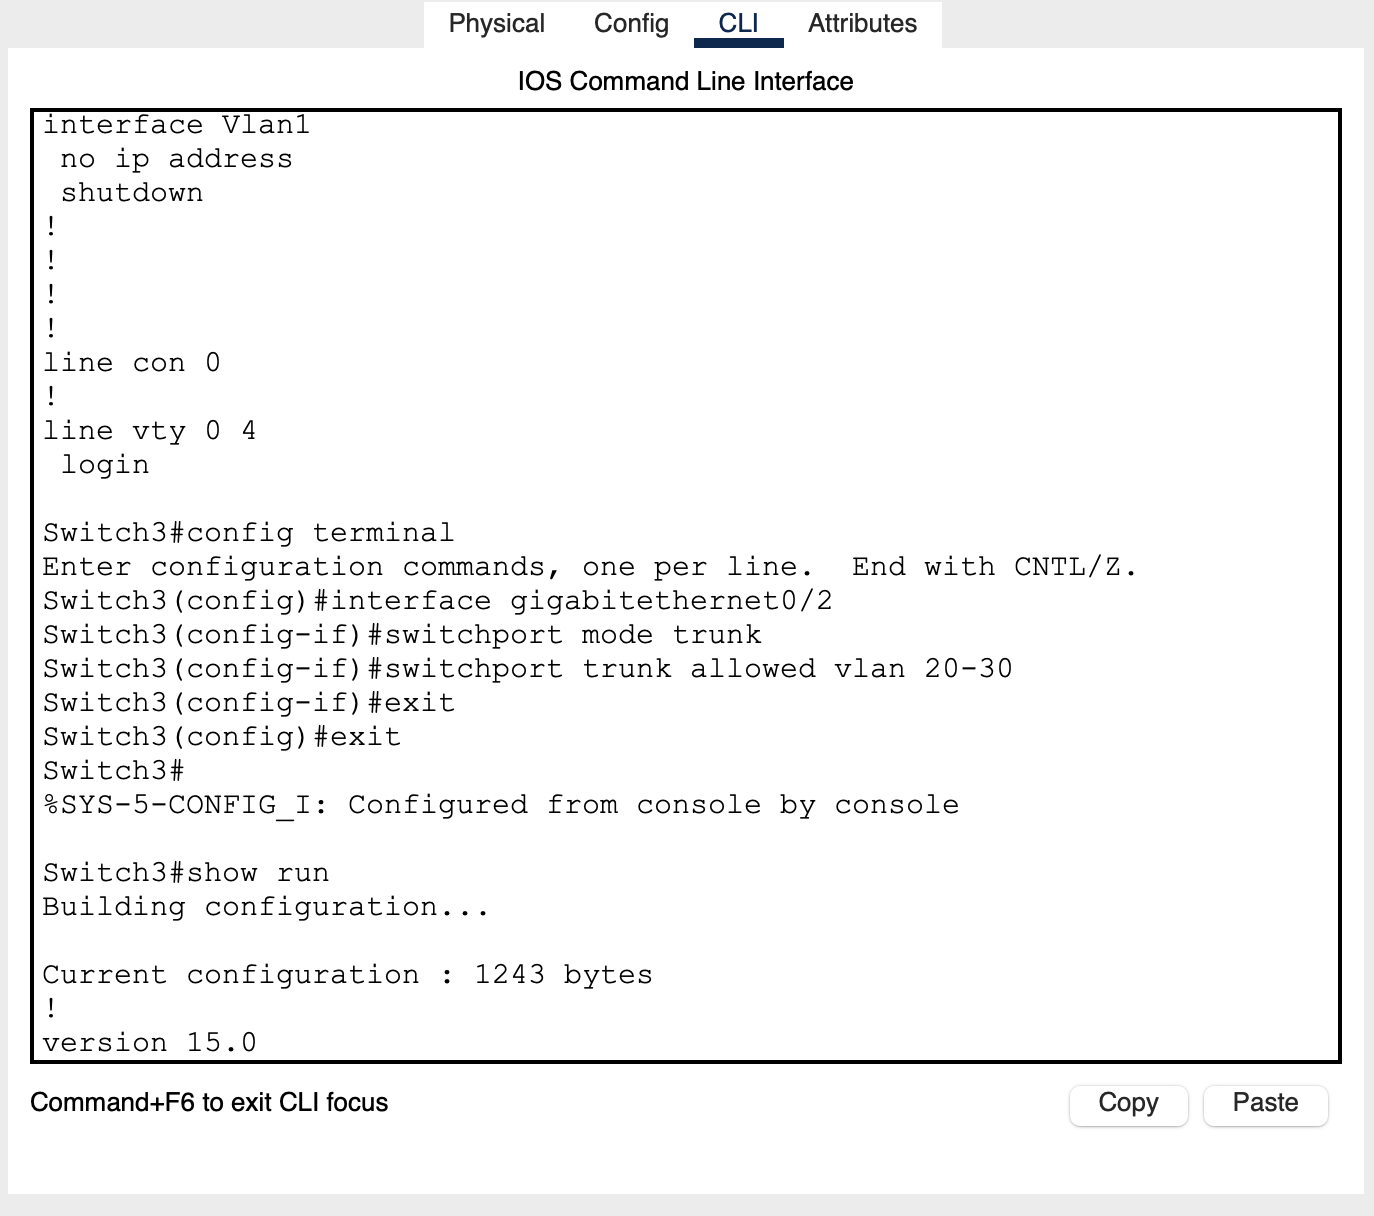 Physical Config CLI Attributes
IOS Command Line Interface
interface Vlan1
 no ip address
 shutdown
!
!
!
!
line con 0
!
line vty 0 4
 login
Switch3#config terminal
Enter configuration commands, one per line.  End with CNTL/Z.
Switch3(config)#interface gigabitethernet0/2
Switch3(config-if)#switchport mode trunk
Switch3(config-if)#switchport trunk allowed vlan 20-30
Switch3(config-if)#exit
Switch3(config)#exit
Switch3#
%SYS-5-CONFIG_I: Configured from console by console
Switch3#show run
Building configuration...
Current configuration : 1243 bytes
!
version 15.0
Command+F6 to exit CLI focus
Copy Paste